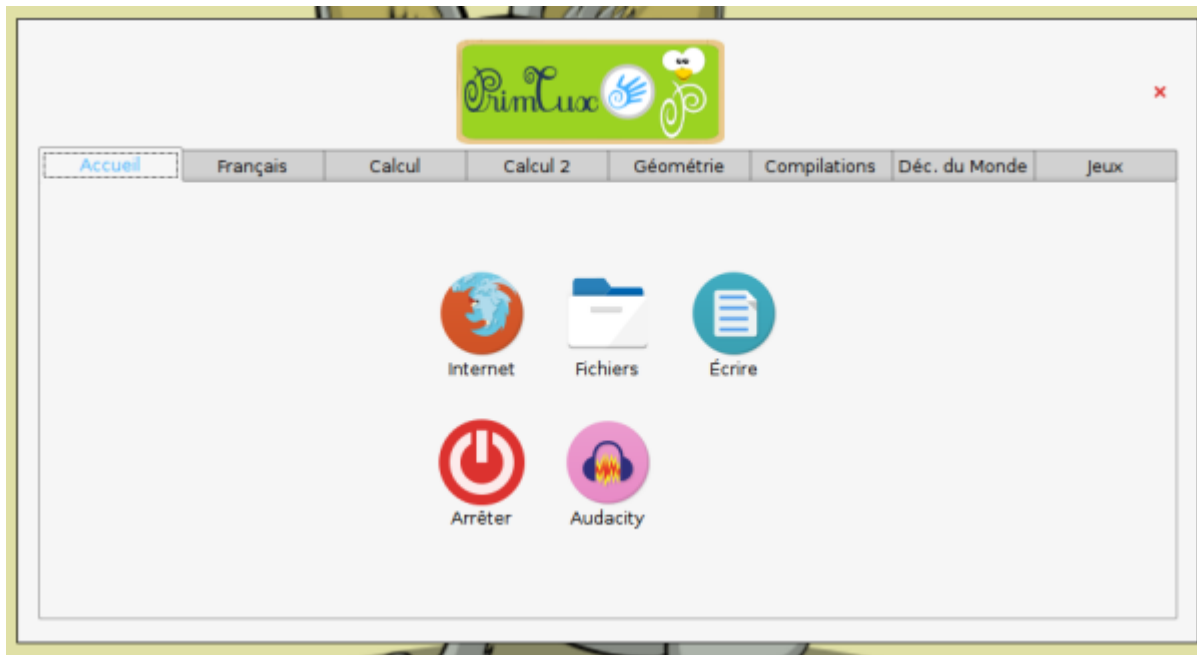 PrimTux
Accueil Français Calcul Calcul 2 Géométrie Compilations Déc. du Monde Jeux
Internet Fichiers Écrire
Arrêter Audacity